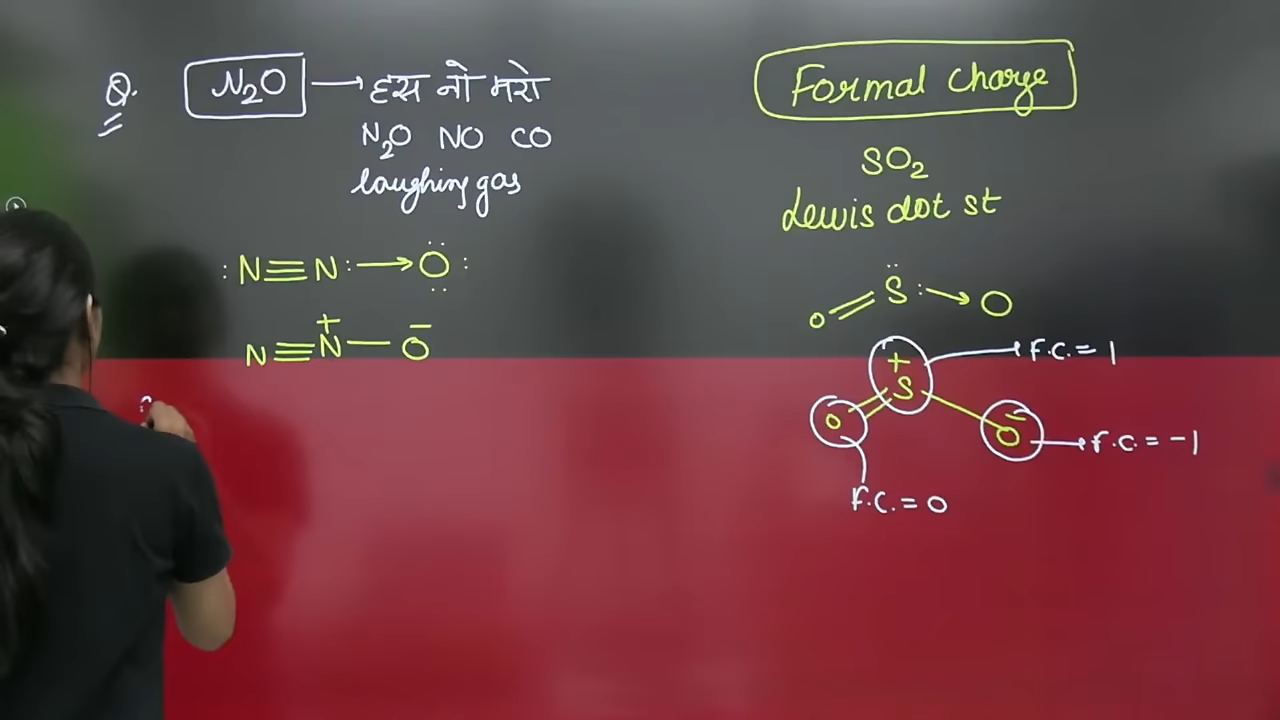 Q. N₂O → हस नो मरो
N₂O NO CO
laughing gas
:N≡N:→Ö:
N≡N⁺—O⁻
Formal Charge
SO₂
Lewis dot st
O=S̈:→O
F.C.=1
O=S⁺—O⁻
F.C.=-1
F.C.=0